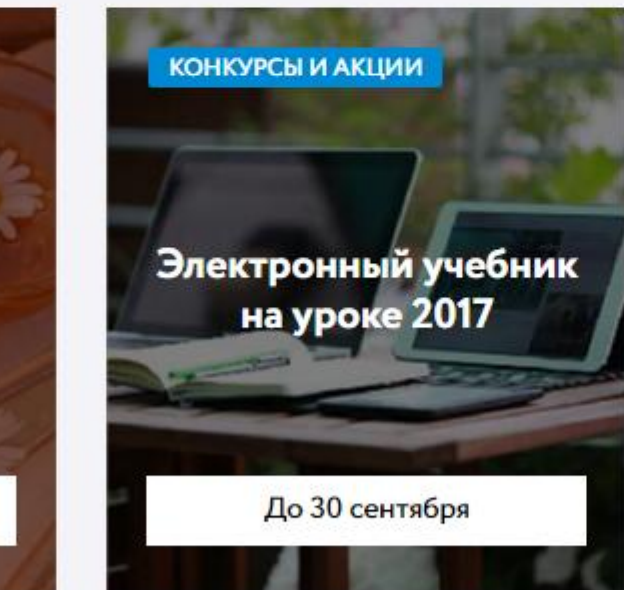 КОНКУРСЫ И АКЦИИ
Электронный учебник
на уроке 2017
До 30 сентября